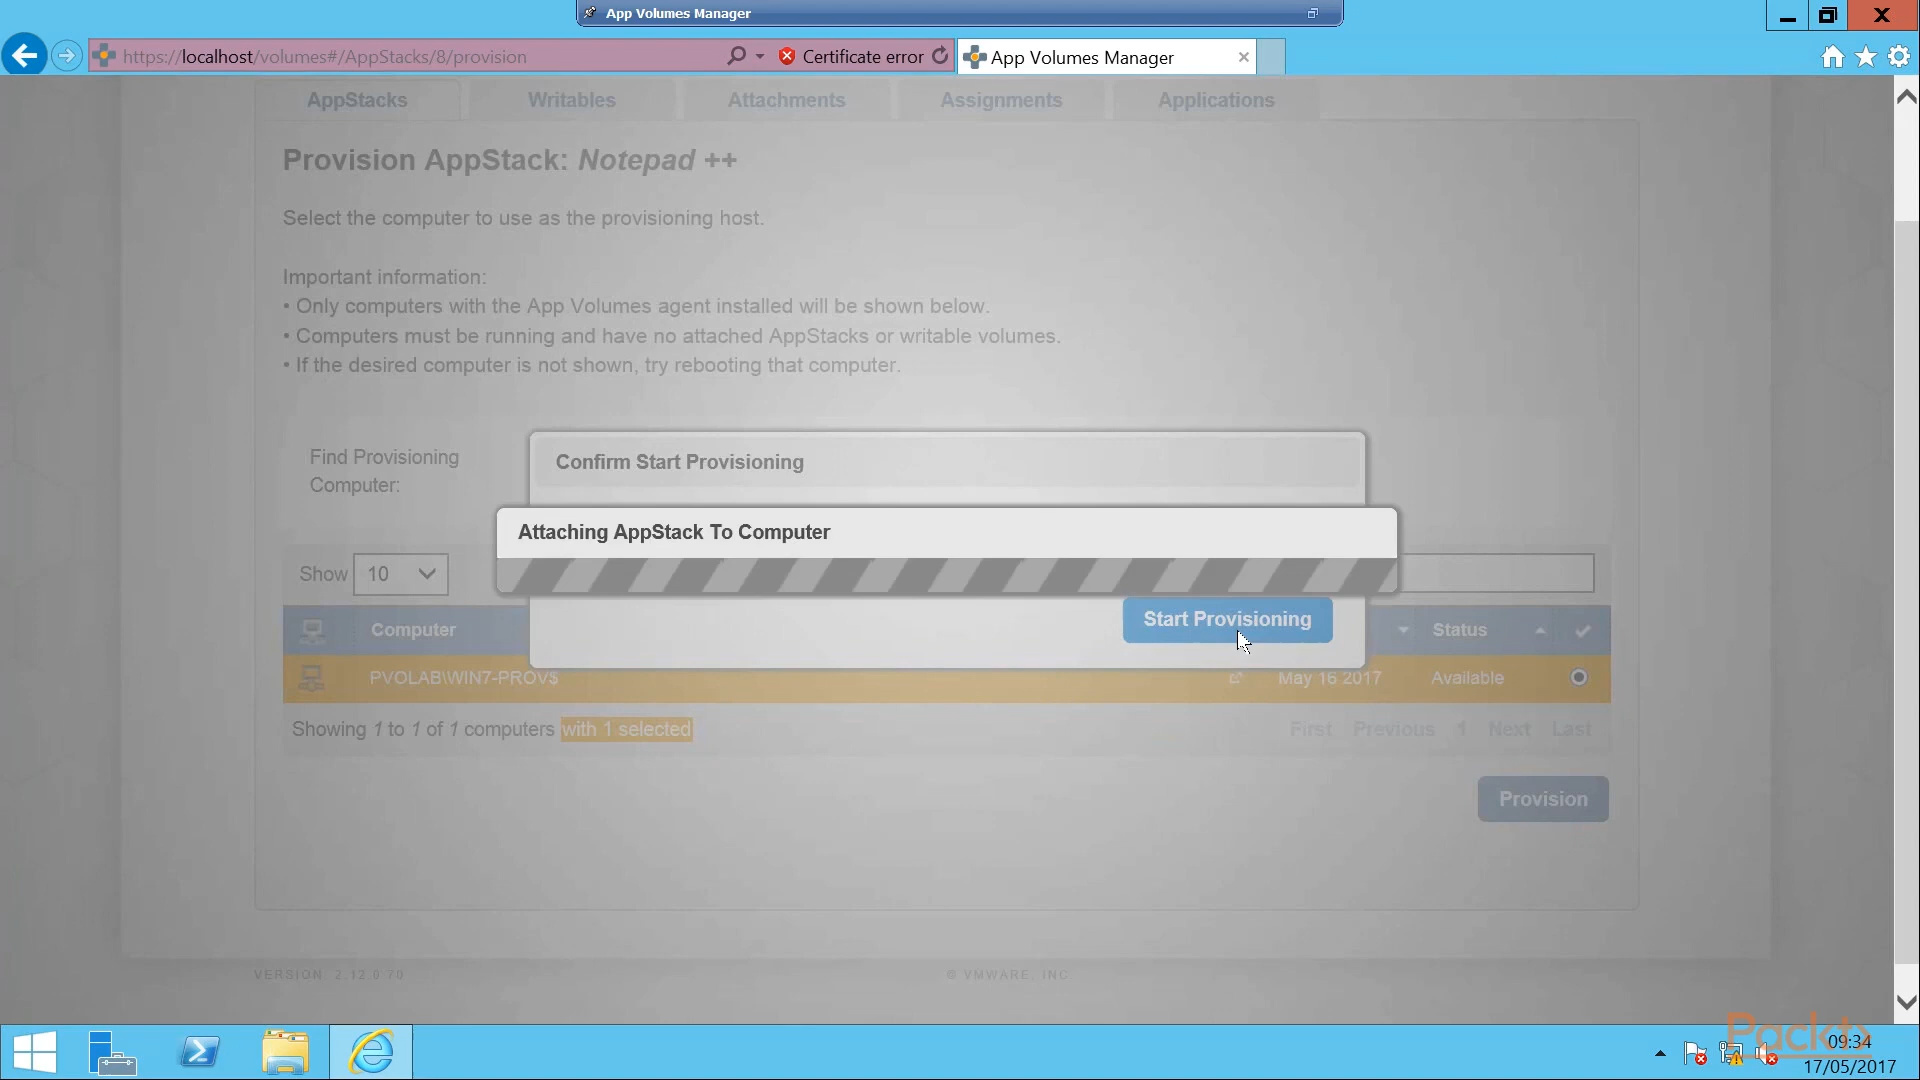 App Volumes Manager
https://localhost/volumes#/AppStacks/8/provision
Certificate error
App Volumes Manager
AppStacks
Writables
Attachments
Assignments
Applications
Provision AppStack: Notepad ++
Select the computer to use as the provisioning host.
Important information:
• Only computers with the App Volumes agent installed will be shown below.
• Computers must be running and have no attached AppStacks or writable volumes.
• If the desired computer is not shown, try rebooting that computer.
Find Provisioning
Computer:
Confirm Start Provisioning
Attaching AppStack To Computer
Show 10
Start Provisioning
Computer
Status
PVOLAB\WIN7-PROV$
May 16 2017
Available
Showing 1 to 1 of 1 computers with 1 selected
First Previous 1 Next Last
Provision
VERSION: 2.12.0.70
© VMWARE, INC.
Packt
09:34
17/05/2017